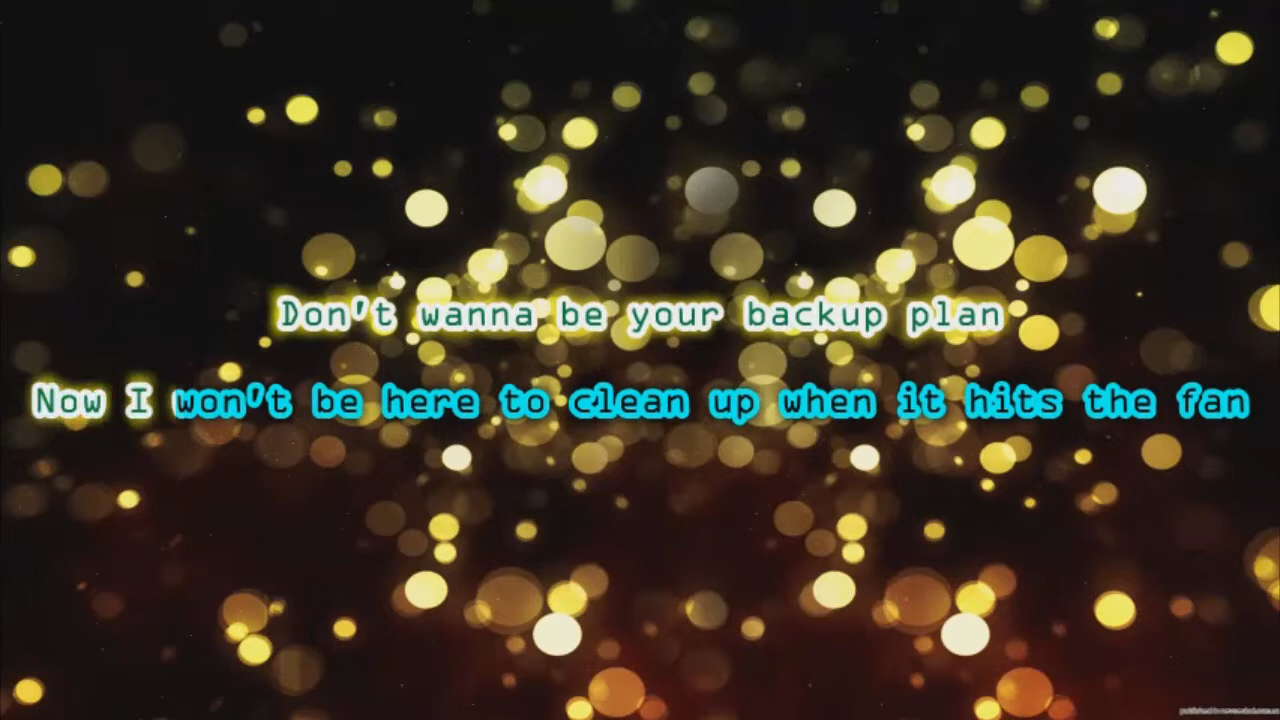 Don't wanna be your backup plan
Now I won't be here to clean up when it hits the fan